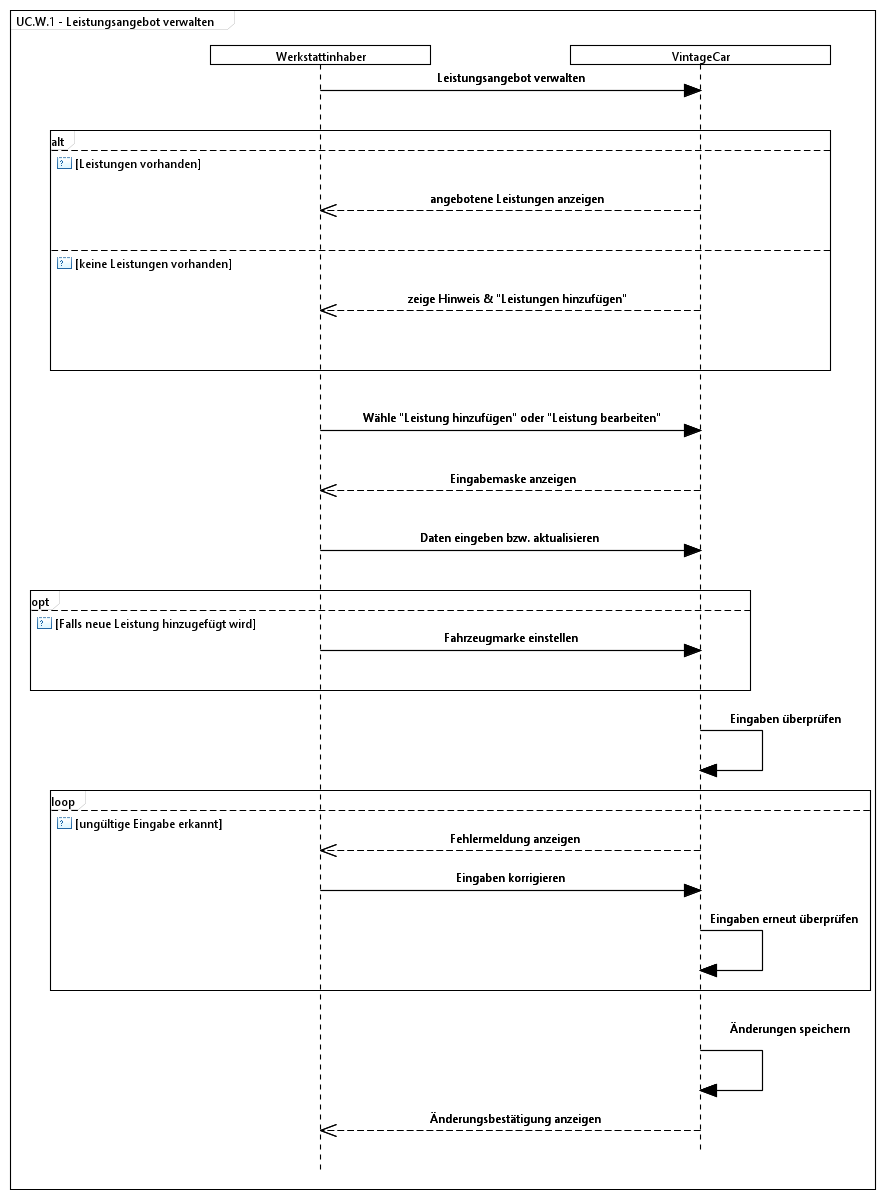 UC.W.1 - Leistungsangebot verwalten
Werkstattinhaber
VintageCar
Leistungsangebot verwalten
alt
? [Leistungen vorhanden]
angebotene Leistungen anzeigen
? [keine Leistungen vorhanden]
zeige Hinweis & "Leistungen hinzufügen"
Wähle "Leistung hinzufügen" oder "Leistung bearbeiten"
Eingabemaske anzeigen
Daten eingeben bzw. aktualisieren
opt
? [Falls neue Leistung hinzugefügt wird]
Fahrzeugmarke einstellen
Eingaben überprüfen
loop
? [ungültige Eingabe erkannt]
Fehlermeldung anzeigen
Eingaben korrigieren
Eingaben erneut überprüfen
Änderungen speichern
Änderungsbestätigung anzeigen